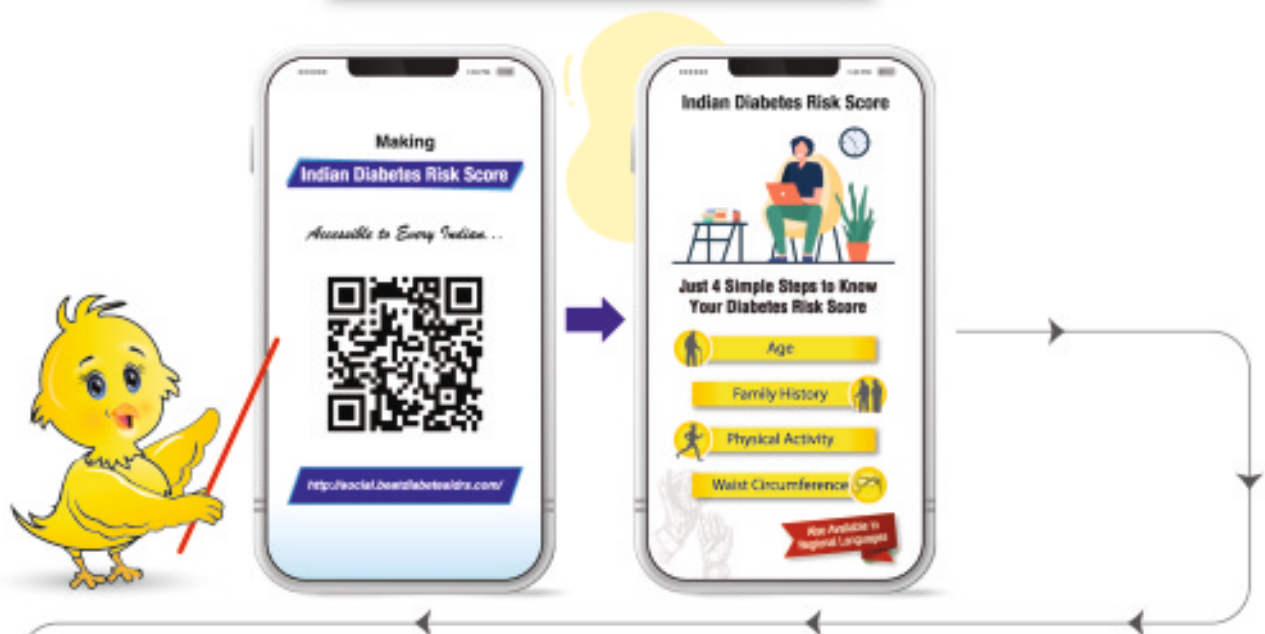 Making
Indian Diabetes Risk Score
Accessible to Every Indian...
http://social.beatdiabetesidrs.com/
Indian Diabetes Risk Score
Just 4 Simple Steps to Know
Your Diabetes Risk Score
Age
Family History
Physical Activity
Waist Circumference
Also Available in
Regional Languages